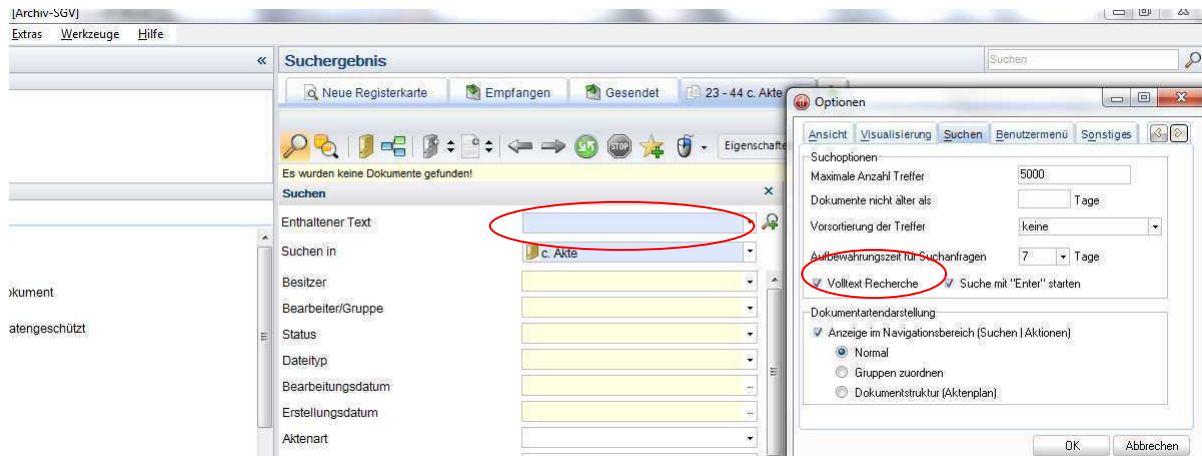 [Archiv-SGV]
Extras Werkzeuge Hilfe
«
Suchergebnis
Suchen
Neue Registerkarte
Empfangen
Gesendet
23 - 44 c. Akte
STOP
Eigenschafte
Es wurden keine Dokumente gefunden!
Suchen
Enthaltener Text
Suchen in
c. Akte
Besitzer
Bearbeiter/Gruppe
Status
Dateityp
Bearbeitungsdatum
Erstellungsdatum
Aktenart
okument
atengeschützt
Optionen
Ansicht Visualisierung Suchen Benutzermenü Sonstiges
Suchoptionen
Maximale Anzahl Treffer 5000
Dokumente nicht älter als Tage
Vorsortierung der Treffer keine
Aufbewahrungszeit für Suchanfragen 7 Tage
Volltext Recherche Suche mit "Enter" starten
Dokumentartendarstellung
Anzeige im Navigationsbereich (Suchen | Aktionen)
Normal
Gruppen zuordnen
Dokumentstruktur (Aktenplan)
OK Abbrechen